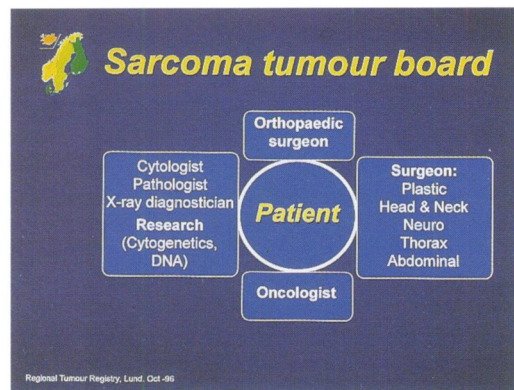 Sarcoma tumour board
Orthopaedic
surgeon
Cytologist
Pathologist
X-ray diagnostician
Research
(Cytogenetics,
DNA)
Patient
Surgeon:
Plastic
Head & Neck
Neuro
Thorax
Abdominal
Oncologist
Regional Tumour Registry, Lund. Oct -96